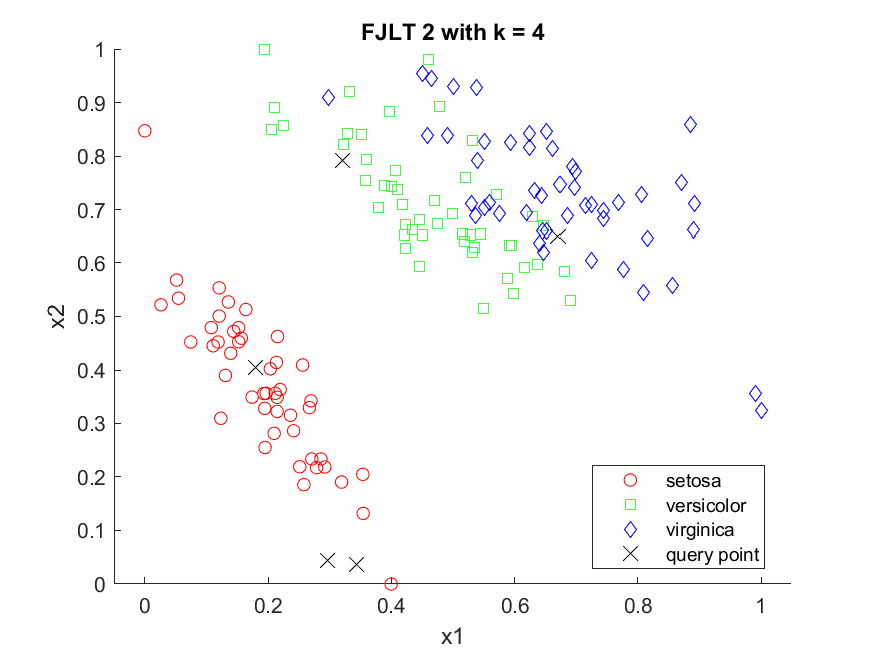 FJLT 2 with k = 4
1
0.9
0.8
0.7
0.6
0.5
0.4
0.3
0.2
0.1
0
x2
0 0.2 0.4 0.6 0.8 1
x1
setosa
versicolor
virginica
query point